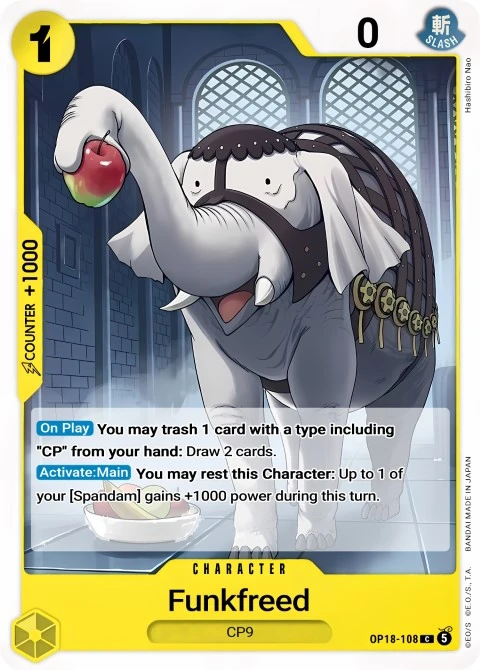 1
0
斬
SLASH
Hashibiro Nao
COUNTER +1000
On Play You may trash 1 card with a type including
"CP" from your hand: Draw 2 cards.
Activate:Main You may rest this Character: Up to 1 of
your [Spandam] gains +1000 power during this turn.
©E.O/S ©E.O./S., T.A. BANDAI MADE IN JAPAN
CHARACTER
Funkfreed
CP9
OP18-108 C 5